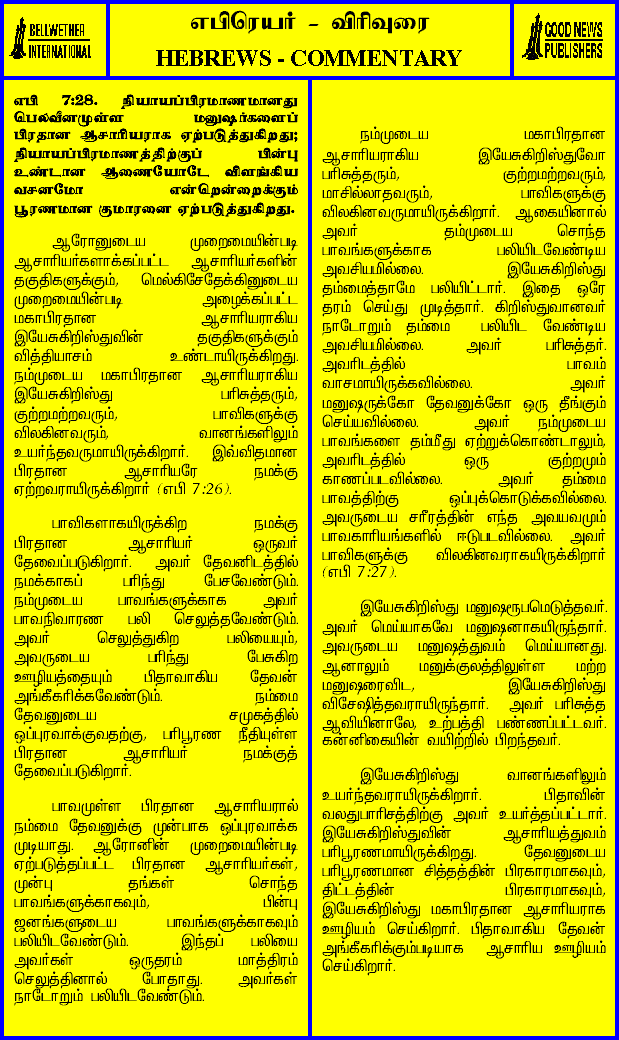 BELLWETHER
INTERNATIONAL
எபிரெயர் - விரிவுரை
HEBREWS - COMMENTARY
GOOD NEWS
PUBLISHERS
எபி 7:28. நியாயப்பிரமாணமானது
பெலவீனமுள்ள மனுஷர்களைப்
பிரதான ஆசாரியராக ஏற்படுத்துகிறது;
நியாயப்பிரமாணத்திற்குப் பின்பு
உண்டான ஆணையோடே விளங்கிய
வசனமோ என்றென்றைக்கும்
பூரணமான குமாரனை ஏற்படுத்துகிறது.
ஆரோனுடைய முறைமையின்படி
ஆசாரியர்களாக்கப்பட்ட ஆசாரியர்களின்
தகுதிகளுக்கும், மெல்கிசேதேக்கினுடைய
முறைமையின்படி அழைக்கப்பட்ட
மகாபிரதான ஆசாரியராகிய
இயேசுகிறிஸ்துவின் தகுதிகளுக்கும்
வித்தியாசம் உண்டாயிருக்கிறது.
நம்முடைய மகாபிரதான ஆசாரியராகிய
இயேசுகிறிஸ்து பரிசுத்தரும்,
குற்றமற்றவரும், பாவிகளுக்கு
விலகினவரும், வானங்களிலும்
உயர்ந்தவருமாயிருக்கிறார். இவ்விதமான
பிரதான ஆசாரியரே நமக்கு
ஏற்றவராயிருக்கிறார் (எபி 7:26).
பாவிகளாகயிருக்கிற நமக்கு
பிரதான ஆசாரியர் ஒருவர்
தேவைப்படுகிறார். அவர் தேவனிடத்தில்
நமக்காகப் பரிந்து பேசவேண்டும்.
நம்முடைய பாவங்களுக்காக அவர்
பாவநிவாரண பலி செலுத்தவேண்டும்.
அவர் செலுத்துகிற பலியையும்,
அவருடைய பரிந்து பேசுகிற
ஊழியத்தையும் பிதாவாகிய தேவன்
அங்கீகரிக்கவேண்டும். நம்மை
தேவனுடைய சமுகத்தில்
ஒப்புரவாக்குவதற்கு, பரிபூரண நீதியுள்ள
பிரதான ஆசாரியர் நமக்குத்
தேவைப்படுகிறார்.
பாவமுள்ள பிரதான ஆசாரியரால்
நம்மை தேவனுக்கு முன்பாக ஒப்புரவாக்க
முடியாது. ஆரோனின் முறைமையின்படி
ஏற்படுத்தப்பட்ட பிரதான ஆசாரியர்கள்,
முன்பு தங்கள் சொந்த
பாவங்களுக்காகவும், பின்பு
ஜனங்களுடைய பாவங்களுக்காகவும்
பலியிடவேண்டும். இந்தப் பலியை
அவர்கள் ஒருதரம் மாத்திரம்
செலுத்தினால் போதாது. அவர்கள்
நாடோறும் பலியிடவேண்டும்.
நம்முடைய மகாபிரதான
ஆசாரியராகிய இயேசுகிறிஸ்துவோ
பரிசுத்தரும், குற்றமற்றவரும்,
மாசில்லாதவரும், பாவிகளுக்கு
விலகினவருமாயிருக்கிறார். ஆகையினால்
அவர் தம்முடைய சொந்த
பாவங்களுக்காக பலியிடவேண்டிய
அவசியமில்லை. இயேசுகிறிஸ்து
தம்மைத்தாமே பலியிட்டார். இதை ஒரே
தரம் செய்து முடித்தார். கிறிஸ்துவானவர்
நாடோறும் தம்மை பலியிட வேண்டிய
அவசியமில்லை. அவர் பரிசுத்தர்.
அவரிடத்தில் பாவம்
வாசமாயிருக்கவில்லை. அவர்
மனுஷருக்கோ தேவனுக்கோ ஒரு தீங்கும்
செய்யவில்லை. அவர் நம்முடைய
பாவங்களை தம்மீது ஏற்றுக்கொண்டாலும்,
அவரிடத்தில் ஒரு குற்றமும்
காணப்படவில்லை. அவர் தம்மை
பாவத்திற்கு ஒப்புக்கொடுக்கவில்லை.
அவருடைய சரீரத்தின் எந்த அவயவமும்
பாவகாரியங்களில் ஈடுபடவில்லை. அவர்
பாவிகளுக்கு விலகினவராகயிருக்கிறார்
(எபி 7:27).
இயேசுகிறிஸ்து மனுஷரூபமெடுத்தவர்.
அவர் மெய்யாகவே மனுஷனாகயிருந்தார்.
அவருடைய மனுஷத்துவம் மெய்யானது.
ஆனாலும் மனுக்குலத்திலுள்ள மற்ற
மனுஷரைவிட, இயேசுகிறிஸ்து
விசேஷித்தவராயிருந்தார். அவர் பரிசுத்த
ஆவியினாலே, உற்பத்தி பண்ணப்பட்டவர்.
கன்னிகையின் வயிற்றில் பிறந்தவர்.
இயேசுகிறிஸ்து வானங்களிலும்
உயர்ந்தவராயிருக்கிறார். பிதாவின்
வலதுபாரிசத்திற்கு அவர் உயர்த்தப்பட்டார்.
இயேசுகிறிஸ்துவின் ஆசாரியத்துவம்
பரிபூரணமாயிருக்கிறது. தேவனுடைய
பரிபூரணமான சித்தத்தின் பிரகாரமாகவும்,
திட்டத்தின் பிரகாரமாகவும்,
இயேசுகிறிஸ்து மகாபிரதான ஆசாரியராக
ஊழியம் செய்கிறார். பிதாவாகிய தேவன்
அங்கீகரிக்கும்படியாக ஆசாரிய ஊழியம்
செய்கிறார்.